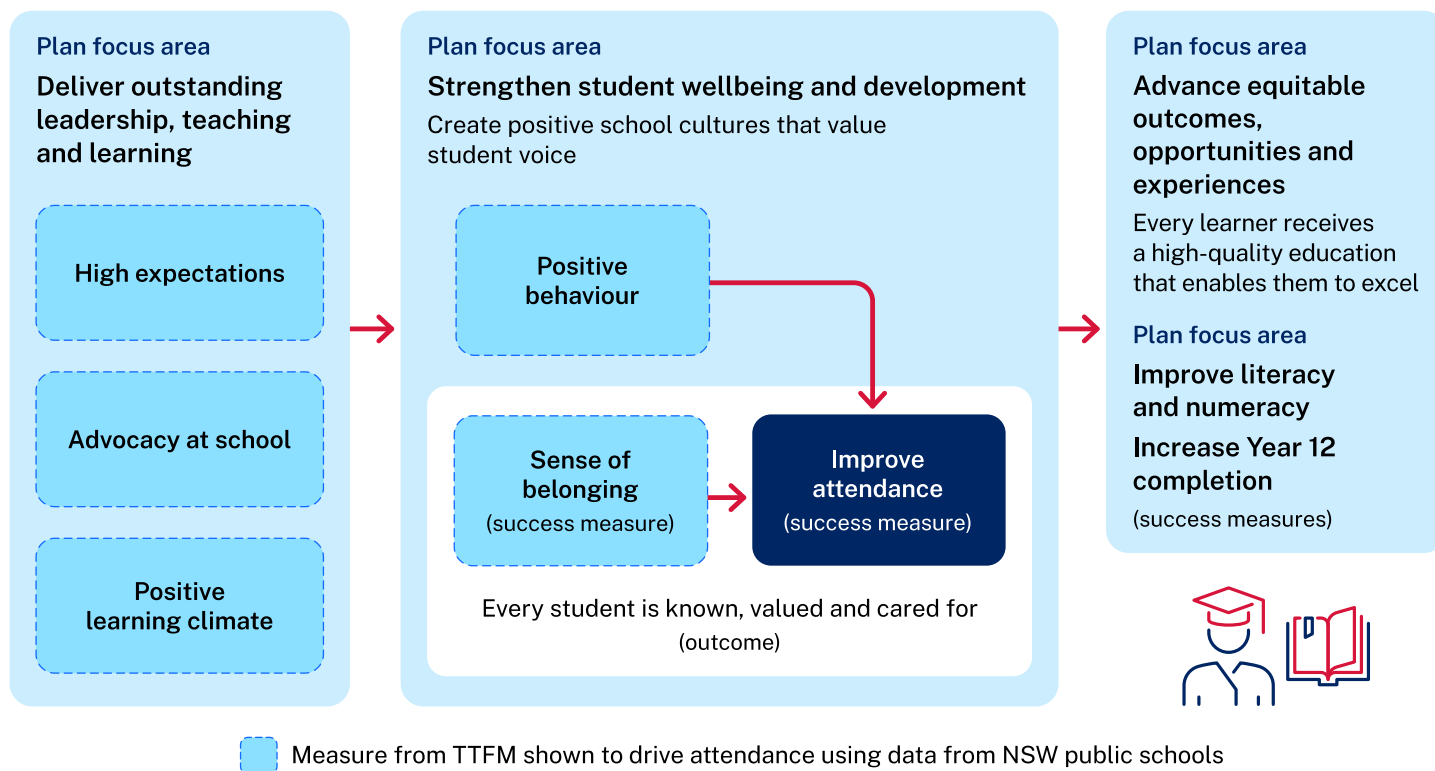 Plan focus area
Deliver outstanding
leadership, teaching
and learning
High expectations
Advocacy at school
Positive
learning climate
Plan focus area
Strengthen student wellbeing and development
Create positive school cultures that value
student voice
Positive
behaviour
Sense of
belonging
(success measure)
Improve
attendance
(success measure)
Every student is known, valued and cared for
(outcome)
Plan focus area
Advance equitable
outcomes,
opportunities and
experiences
Every learner receives
a high-quality education
that enables them to excel
Plan focus area
Improve literacy
and numeracy
Increase Year 12
completion
(success measures)
Measure from TTFM shown to drive attendance using data from NSW public schools